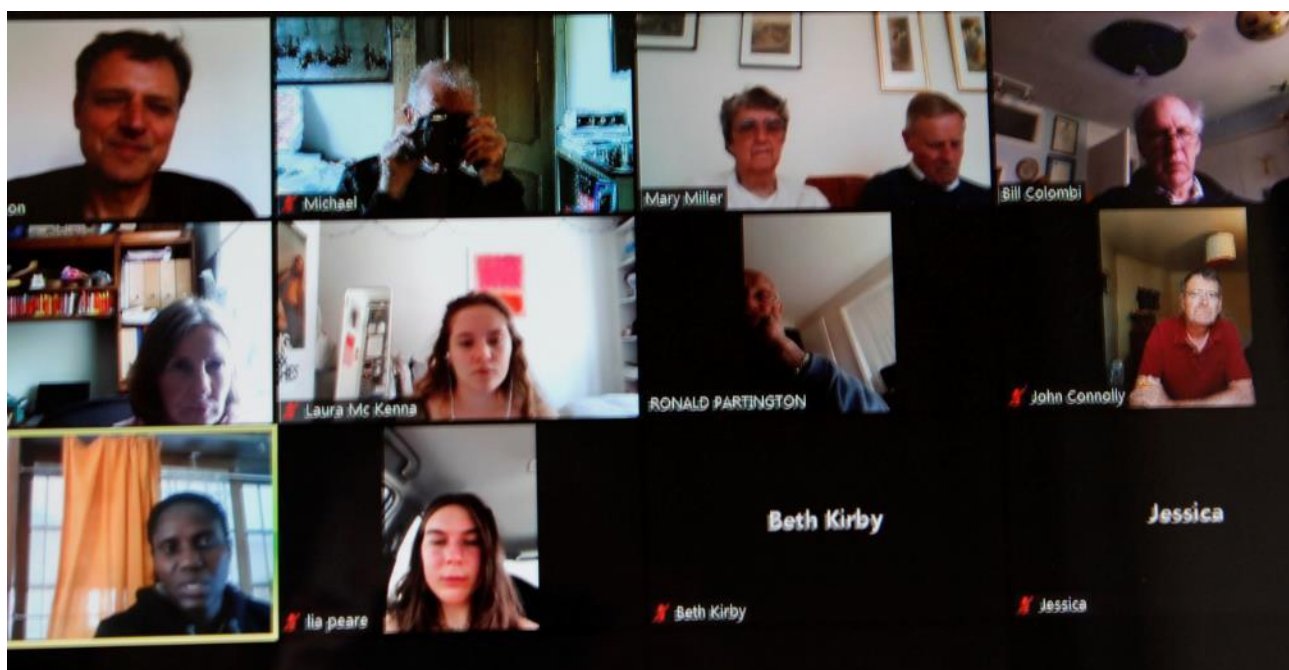 on
Michael
Mary Miller
Bill Colombi
Laura Mc Kenna
RONALD PARTINGTON
John Connolly
lia peare
Beth Kirby
Beth Kirby
Jessica
Jessica